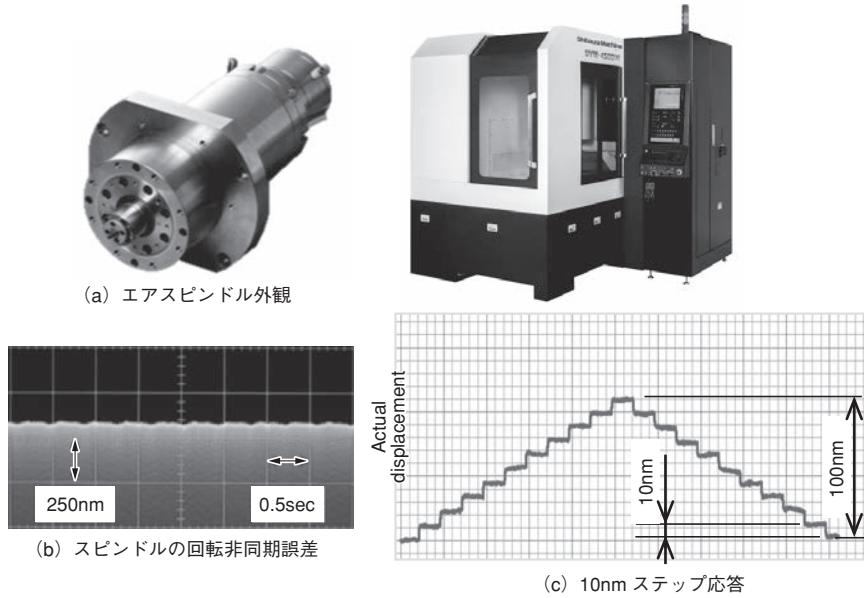 ShibauraMachine
(a) エアスピンドル外観
250nm
0.5sec
(b) スピンドルの回転非同期誤差
Actual
displacement
10nm
100nm
(c) 10nm ステップ応答